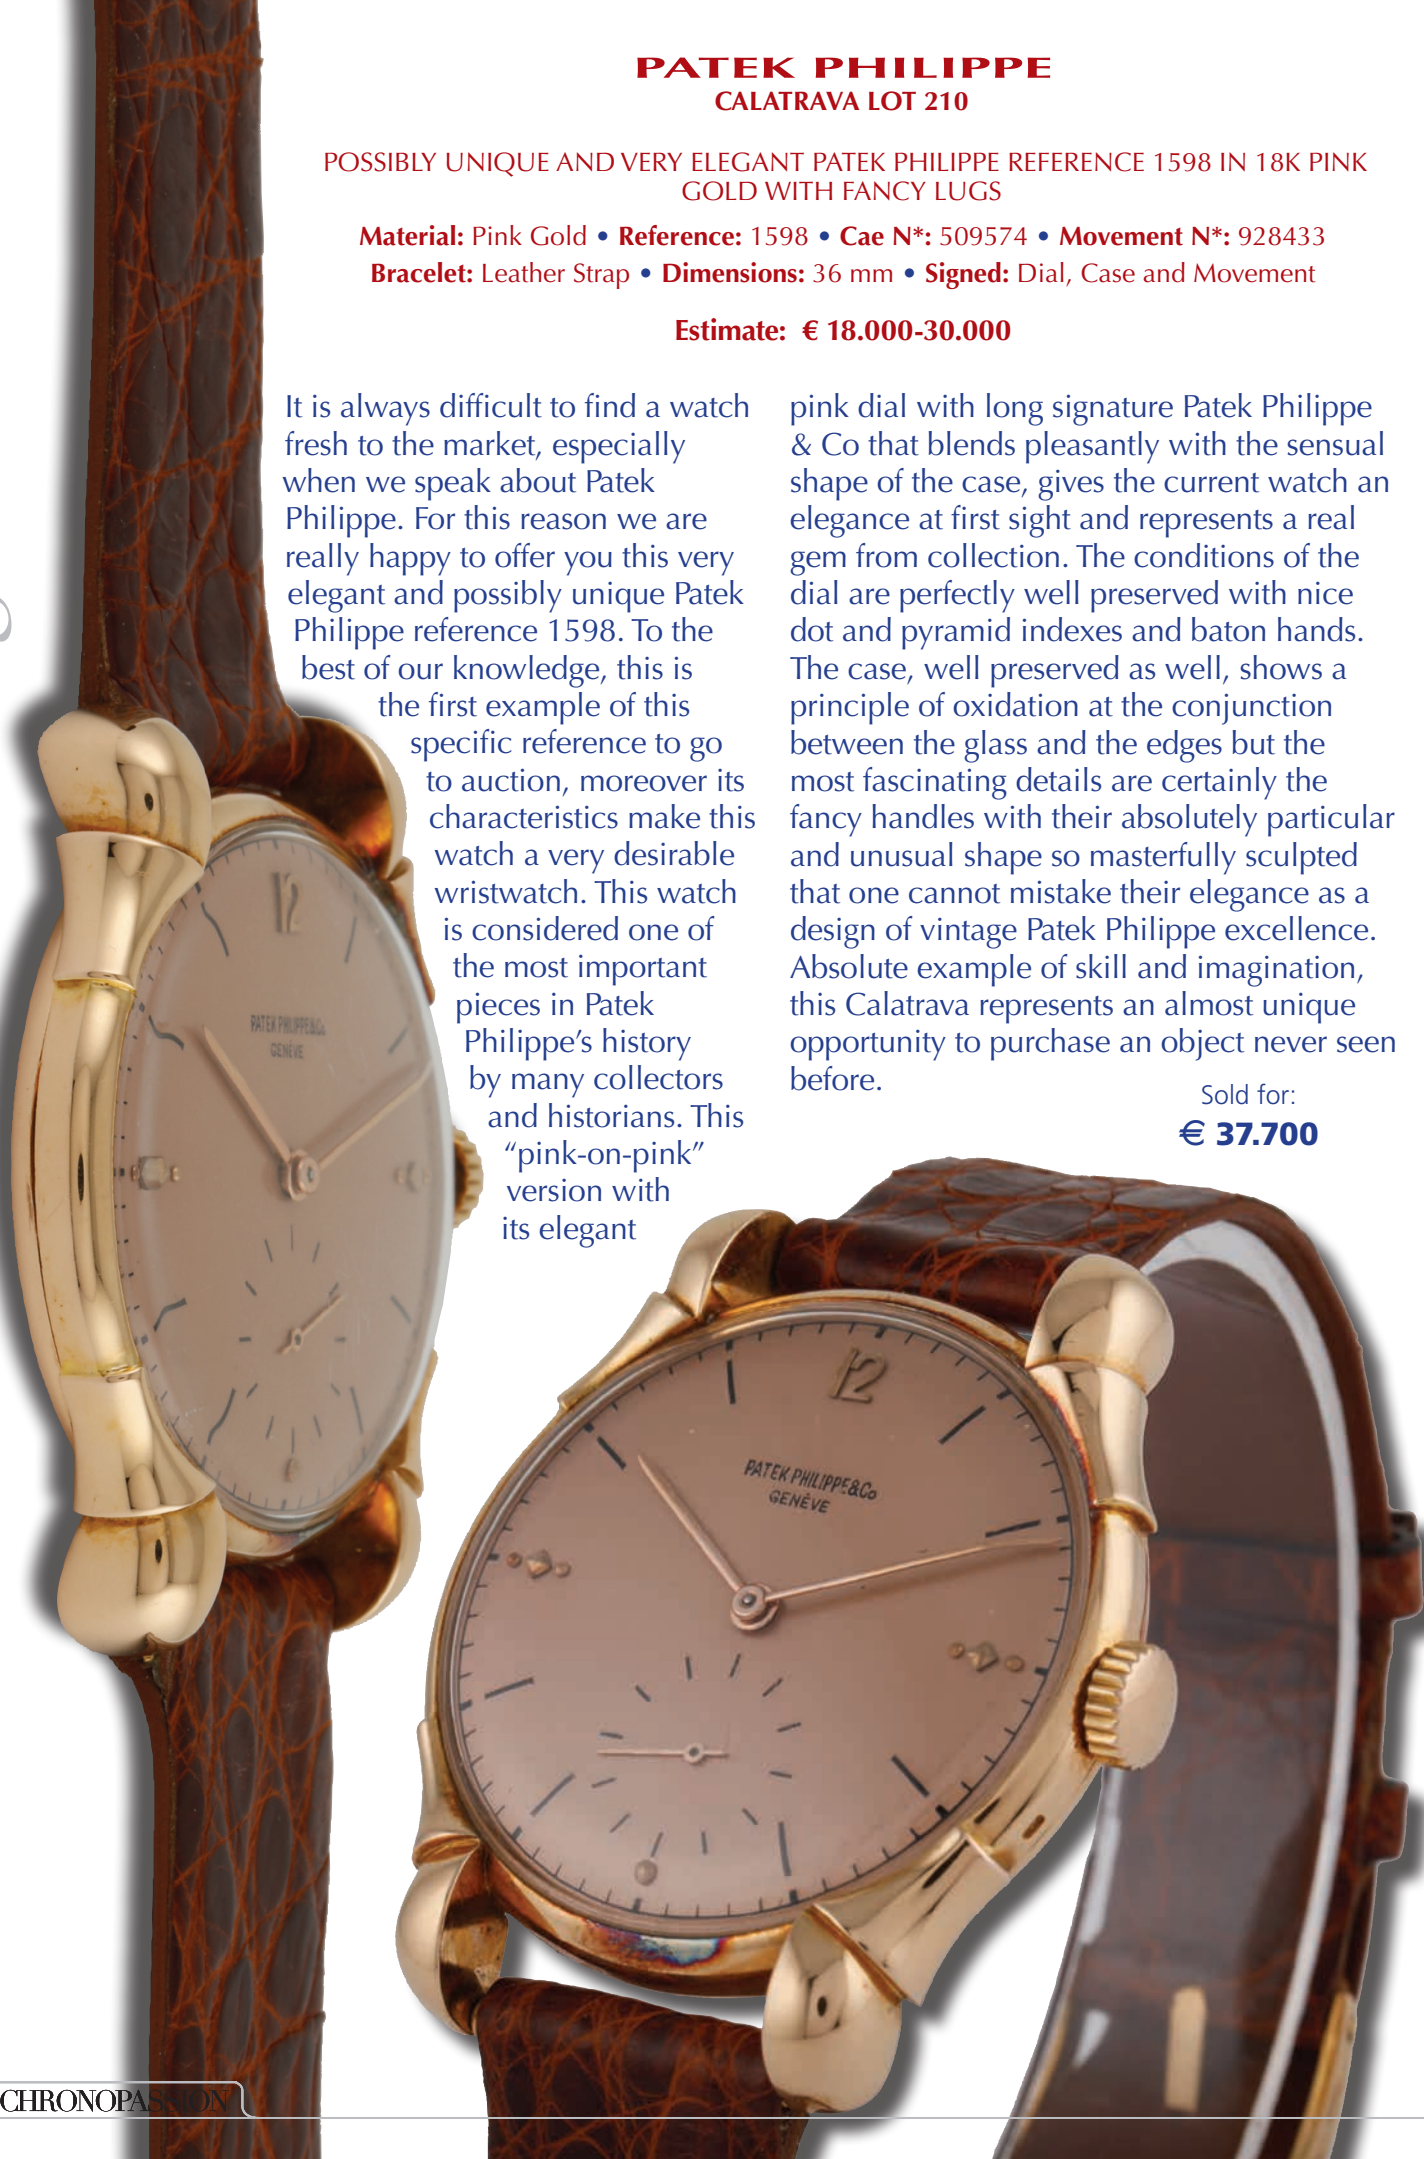 PATEK PHILIPPE
CALATRAVA LOT 210
POSSIBLY UNIQUE AND VERY ELEGANT PATEK PHILIPPE REFERENCE 1598 IN 18K PINK
GOLD WITH FANCY LUGS
Material: Pink Gold • Reference: 1598 • Cae N*: 509574 • Movement N*: 928433
Bracelet: Leather Strap • Dimensions: 36 mm • Signed: Dial, Case and Movement
Estimate: € 18.000-30.000
It is always difficult to find a watch
fresh to the market, especially
when we speak about Patek
Philippe. For this reason we are
really happy to offer you this very
elegant and possibly unique Patek
Philippe reference 1598. To the
best of our knowledge, this is
the first example of this
specific reference to go
to auction, moreover its
characteristics make this
watch a very desirable
wristwatch. This watch
is considered one of
the most important
pieces in Patek
Philippe's history
by many collectors
and historians. This
“pink-on-pink”
version with
its elegant
pink dial with long signature Patek Philippe
& Co that blends pleasantly with the sensual
shape of the case, gives the current watch an
elegance at first sight and represents a real
gem from collection. The conditions of the
dial are perfectly well preserved with nice
dot and pyramid indexes and baton hands.
The case, well preserved as well, shows a
principle of oxidation at the conjunction
between the glass and the edges but the
most fascinating details are certainly the
fancy handles with their absolutely particular
and unusual shape so masterfully sculpted
that one cannot mistake their elegance as a
design of vintage Patek Philippe excellence.
Absolute example of skill and imagination,
this Calatrava represents an almost unique
opportunity to purchase an object never seen
before.
Sold for:
€ 37.700
12
PATEK PHILIPPE & Co
GENÈVE
12
PATEK PHILIPPE & Co
GENÈVE
CHRONOPASSION